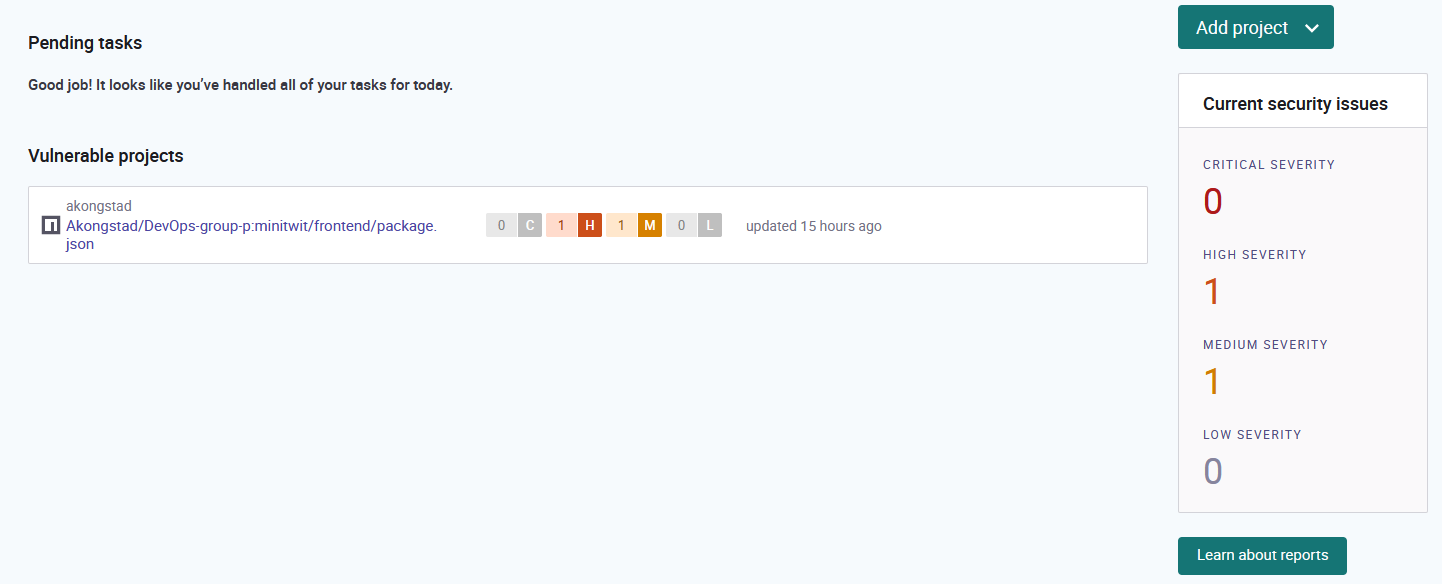 Pending tasks
Good job! It looks like you've handled all of your tasks for today.
Vulnerable projects
akongstad
Akongstad/DevOps-group-p:minitwit/frontend/package.
json
0 C 1 H 1 M 0 L
updated 15 hours ago
Add project
Current security issues
CRITICAL SEVERITY
0
HIGH SEVERITY
1
MEDIUM SEVERITY
1
LOW SEVERITY
0
Learn about reports